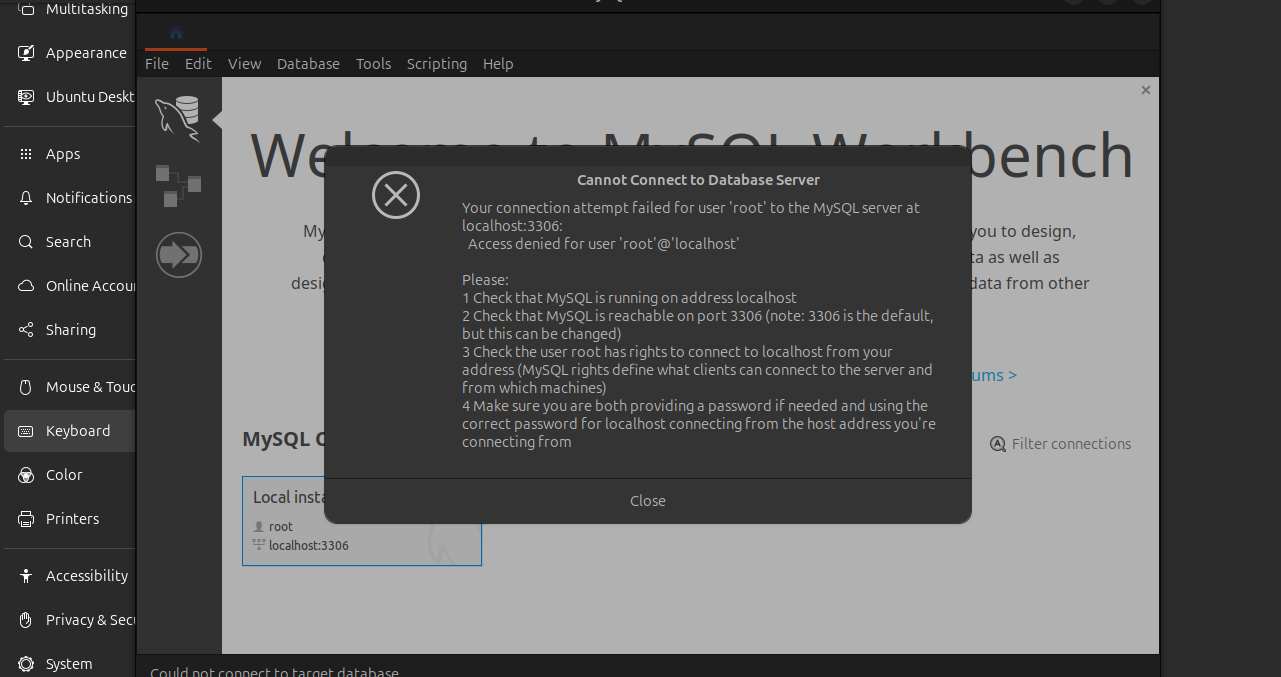 Multitasking
Appearance
Ubuntu Deskt
Apps
Notifications
Search
Online Accour
Sharing
Mouse & Touc
Keyboard
Color
Printers
Accessibility
Privacy & Secu
System
File Edit View Database Tools Scripting Help
Welcome to MySQL Workbench
My
you to design,
ta as well as
desig
data from other
ums >
MySQL C
Filter connections
Local insta
root
localhost:3306
Cannot Connect to Database Server
Your connection attempt failed for user 'root' to the MySQL server at
localhost:3306:
Access denied for user 'root'@'localhost'
Please:
1 Check that MySQL is running on address localhost
2 Check that MySQL is reachable on port 3306 (note: 3306 is the default,
but this can be changed)
3 Check the user root has rights to connect to localhost from your
address (MySQL rights define what clients can connect to the server and
from which machines)
4 Make sure you are both providing a password if needed and using the
correct password for localhost connecting from the host address you're
connecting from
Close
Could not connect to target database.